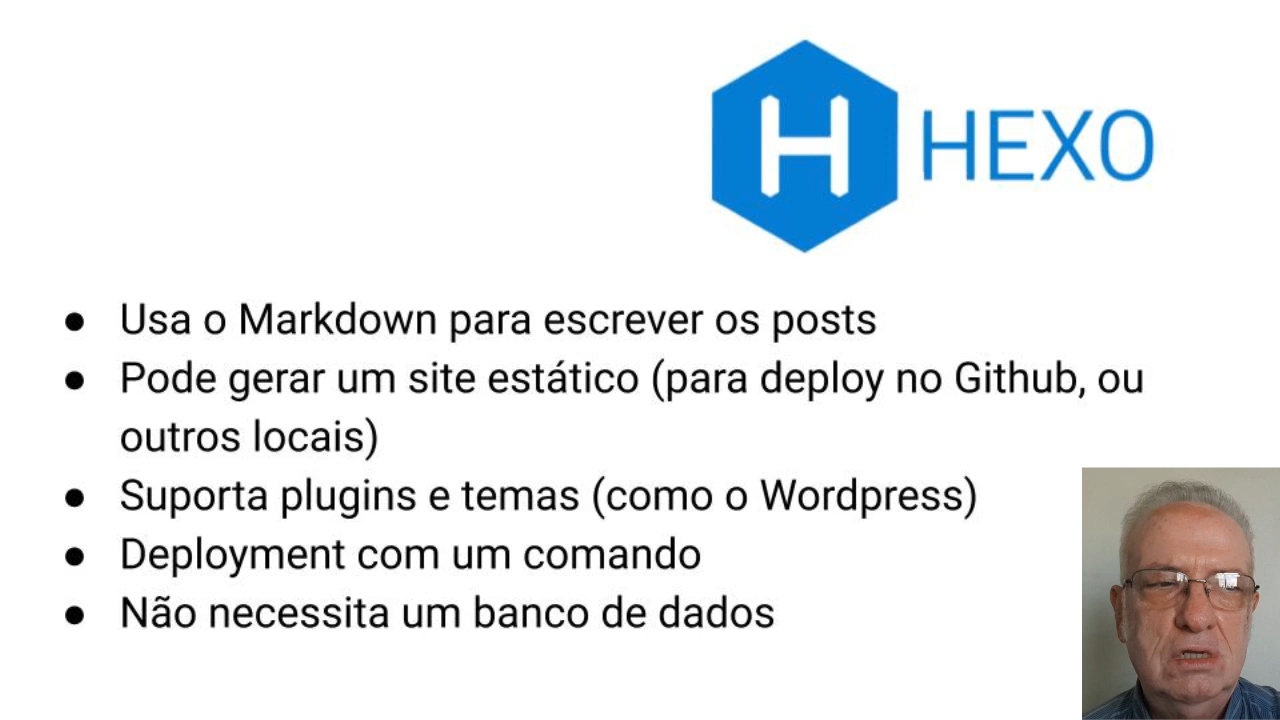 H HEXO
● Usa o Markdown para escrever os posts
● Pode gerar um site estático (para deploy no Github, ou
outros locais)
● Suporta plugins e temas (como o Wordpress)
● Deployment com um comando
● Não necessita um banco de dados